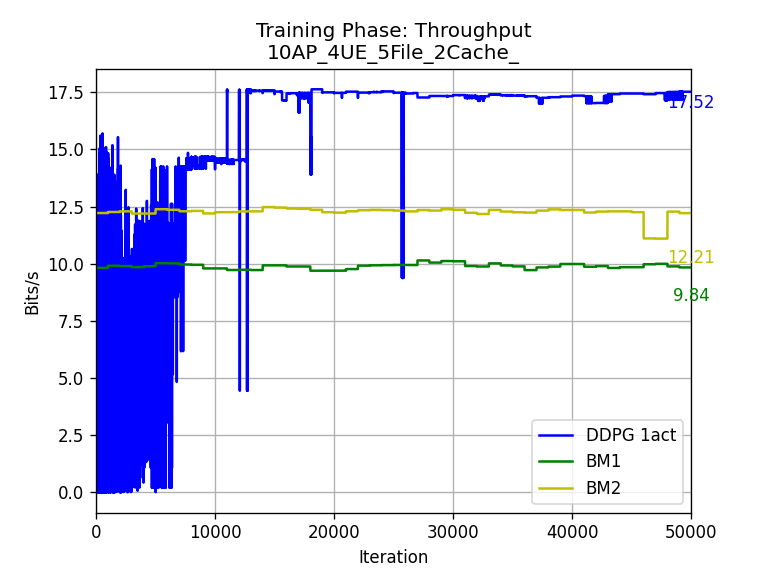 Training Phase: Throughput
10AP_4UE_5File_2Cache_
Bits/s
17.5
15.0
12.5
10.0
7.5
5.0
2.5
0.0
17.52
12.21
9.84
DDPG 1act
BM1
BM2
0 10000 20000 30000 40000 50000
Iteration